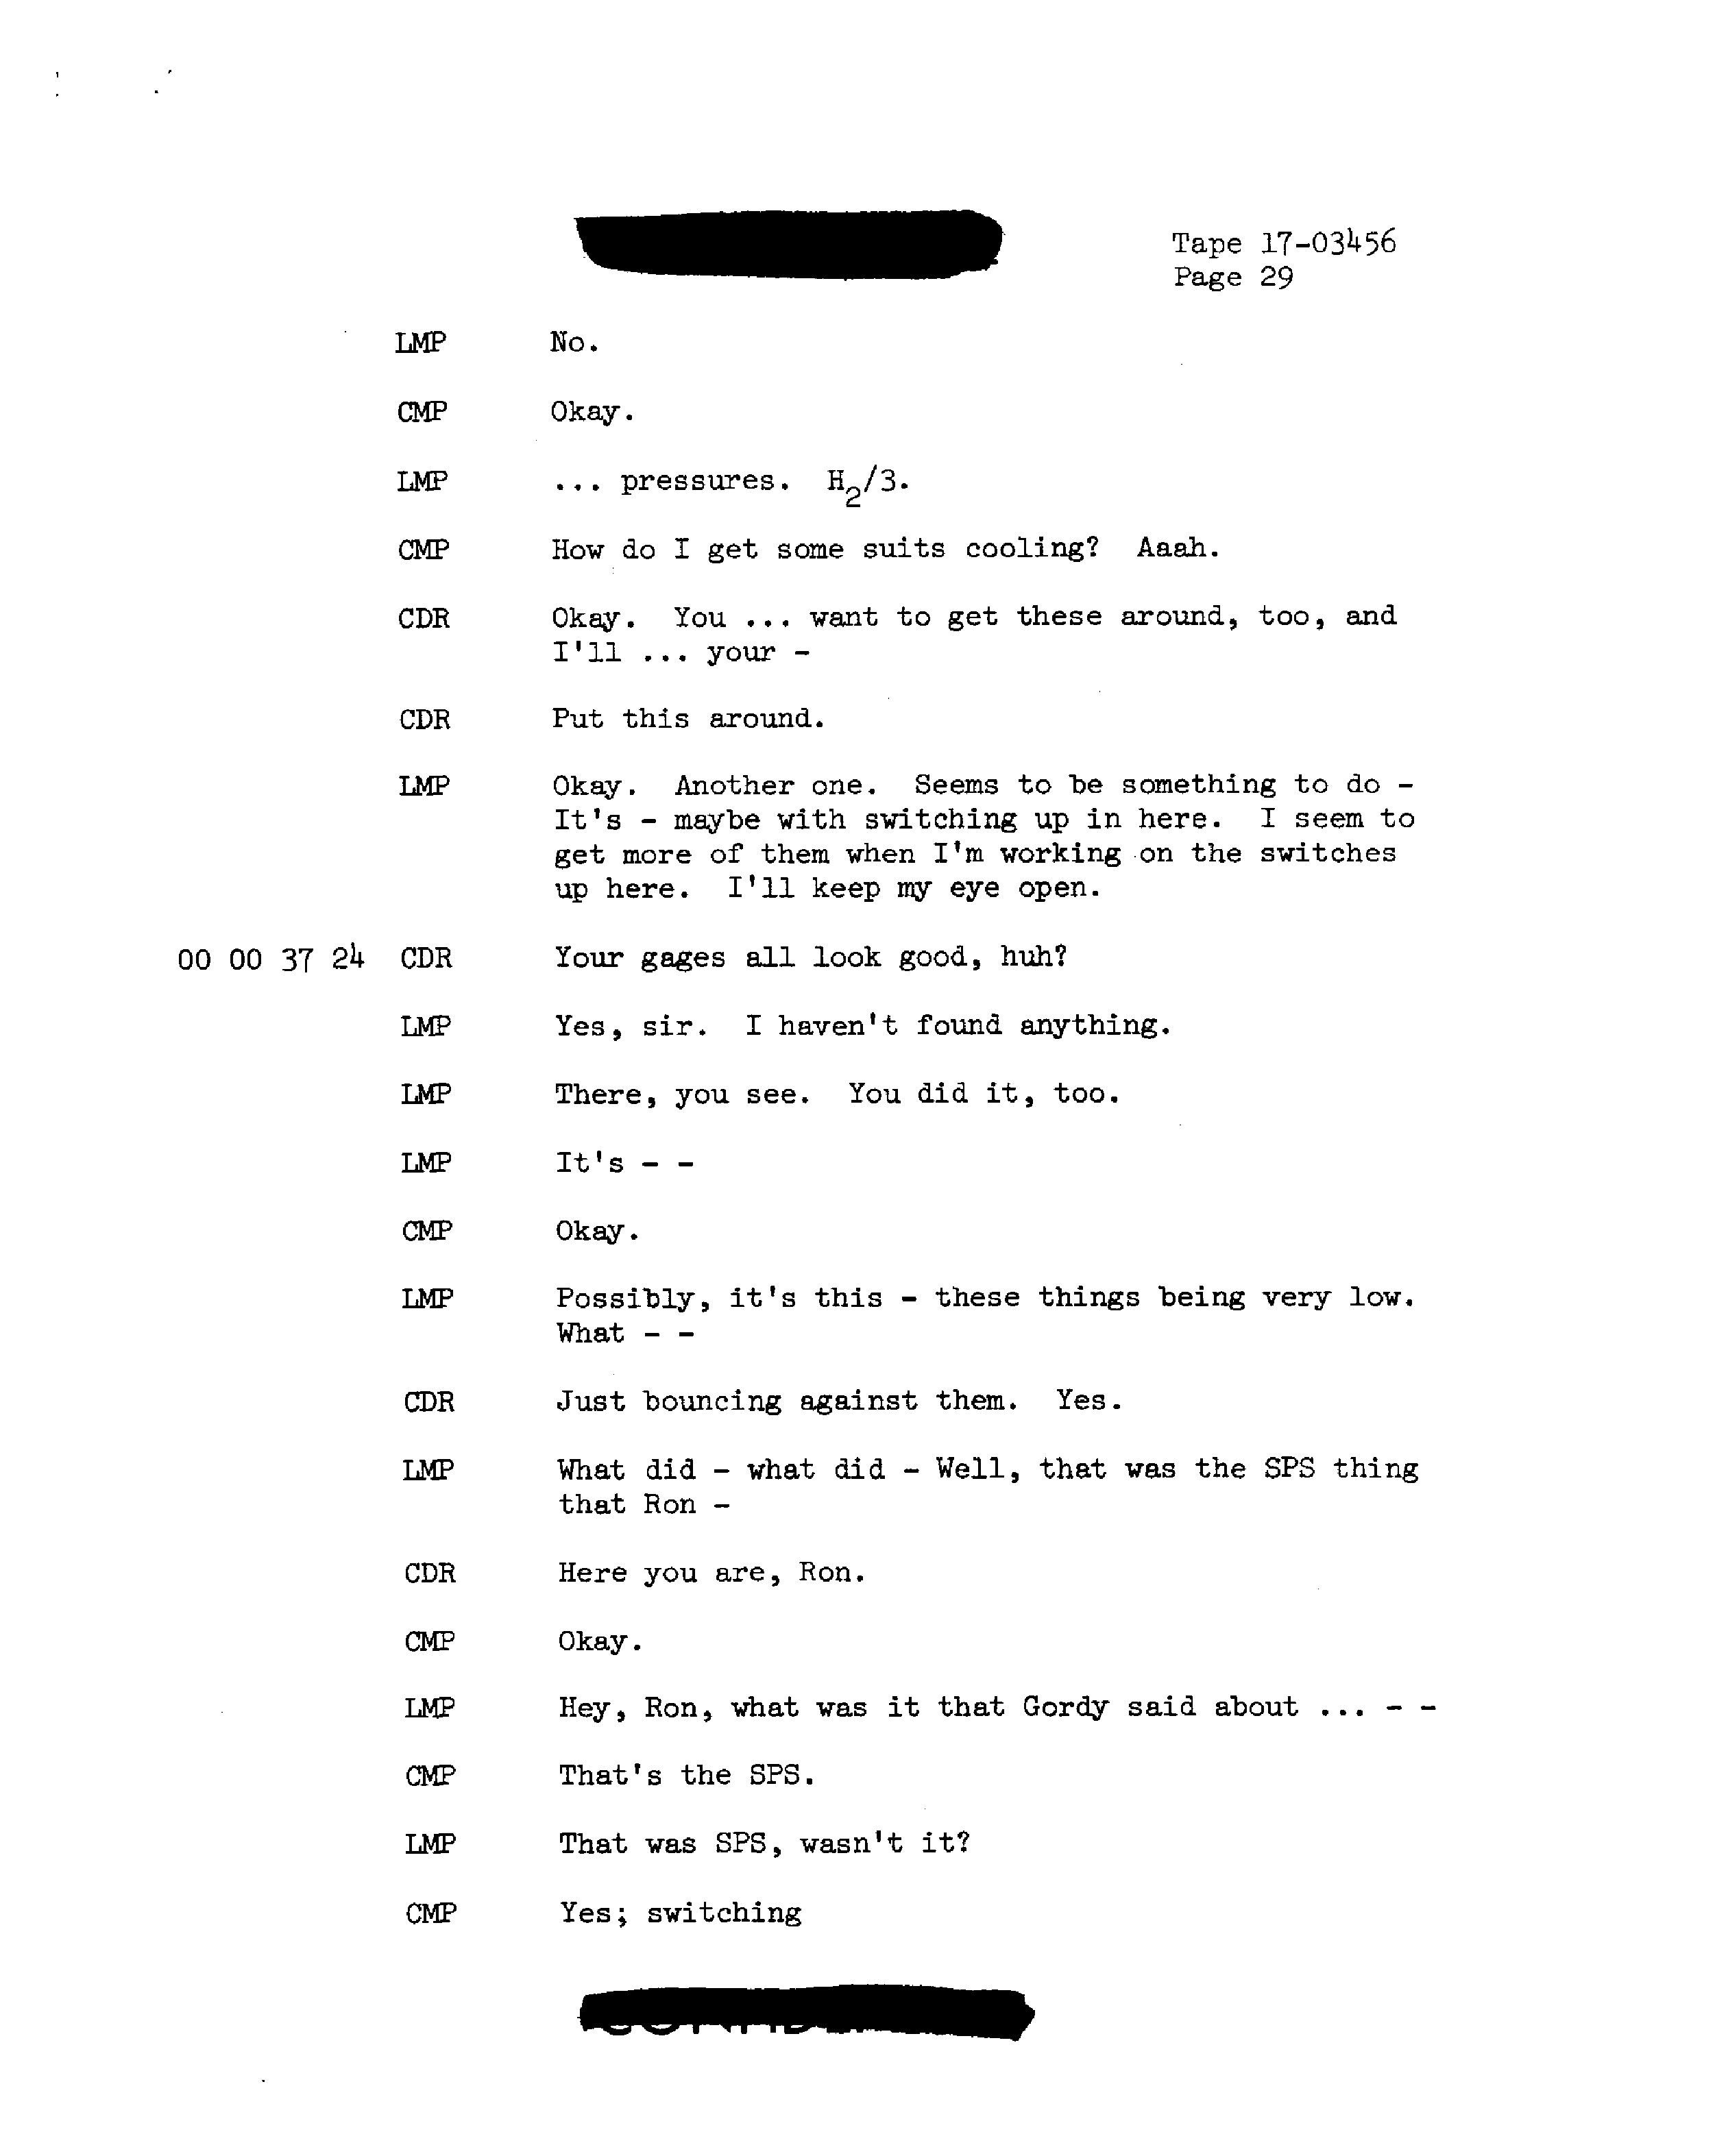 Tape 17-03456
Page 29
LMP No.
CMP Okay.
LMP ... pressures. H2/3.
CMP How do I get some suits cooling? Aaah.
CDR Okay. You ... want to get these around, too, and
I'll ... your -
CDR Put this around.
LMP Okay. Another one. Seems to be something to do -
It's - maybe with switching up in here. I seem to
get more of them when I'm working on the switches
up here. I'll keep my eye open.
00 00 37 24 CDR Your gages all look good, huh?
LMP Yes, sir. I haven't found anything.
LMP There, you see. You did it, too.
LMP It's - -
CMP Okay.
LMP Possibly, it's this - these things being very low.
What - -
CDR Just bouncing against them. Yes.
LMP What did - what did - Well, that was the SPS thing
that Ron -
CDR Here you are, Ron.
CMP Okay.
LMP Hey, Ron, what was it that Gordy said about ... - -
CMP That's the SPS.
LMP That was SPS, wasn't it?
CMP Yes; switching